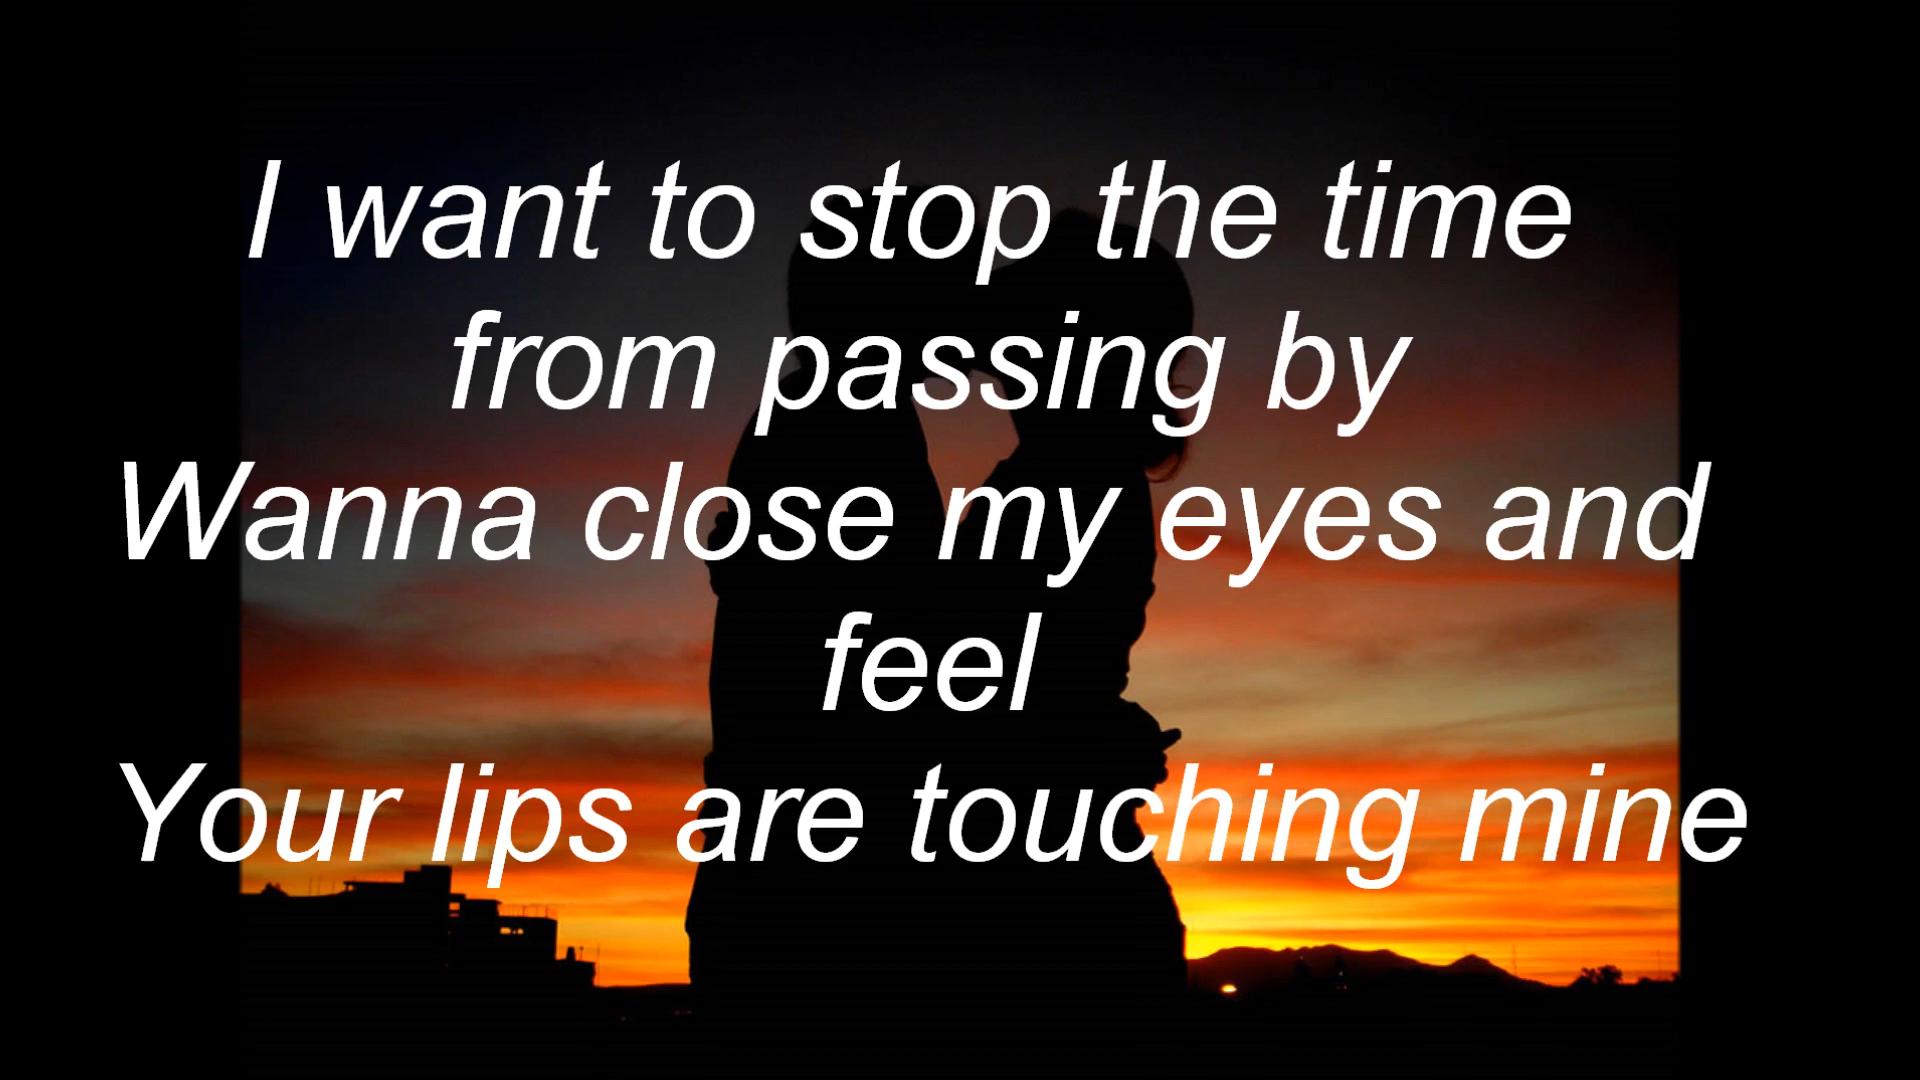 I want to stop the time
from passing by
Wanna close my eyes and
feel
Your lips are touching mine